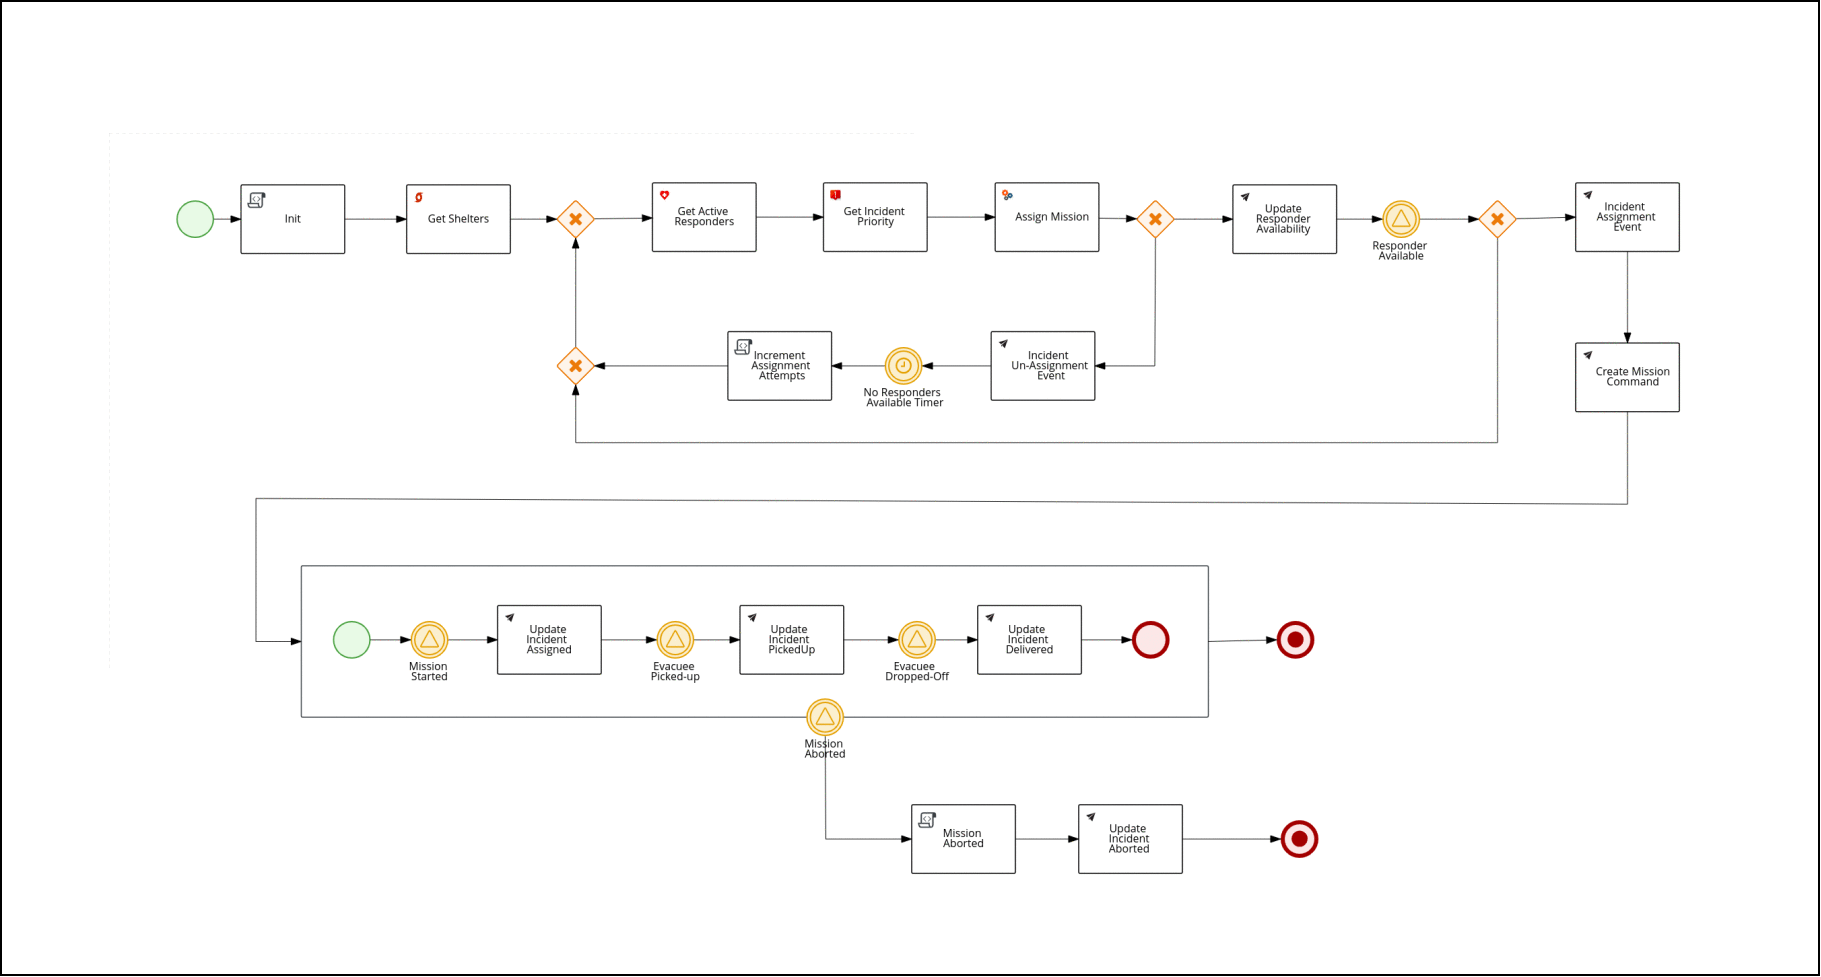 Init
Get Shelters
Get Active
Responders
Get Incident
Priority
Assign Mission
Update
Responder
Availability
Responder
Available
Incident
Assignment
Event
Increment
Assignment
Attempts
No Responders
Available Timer
Incident
Un-Assignment
Event
Create Mission
Command
Mission
Started
Update
Incident
Assigned
Evacuee
Picked-up
Update
Incident
PickedUp
Evacuee
Dropped-Off
Update
Incident
Delivered
Mission
Aborted
Mission
Aborted
Update
Incident
Aborted